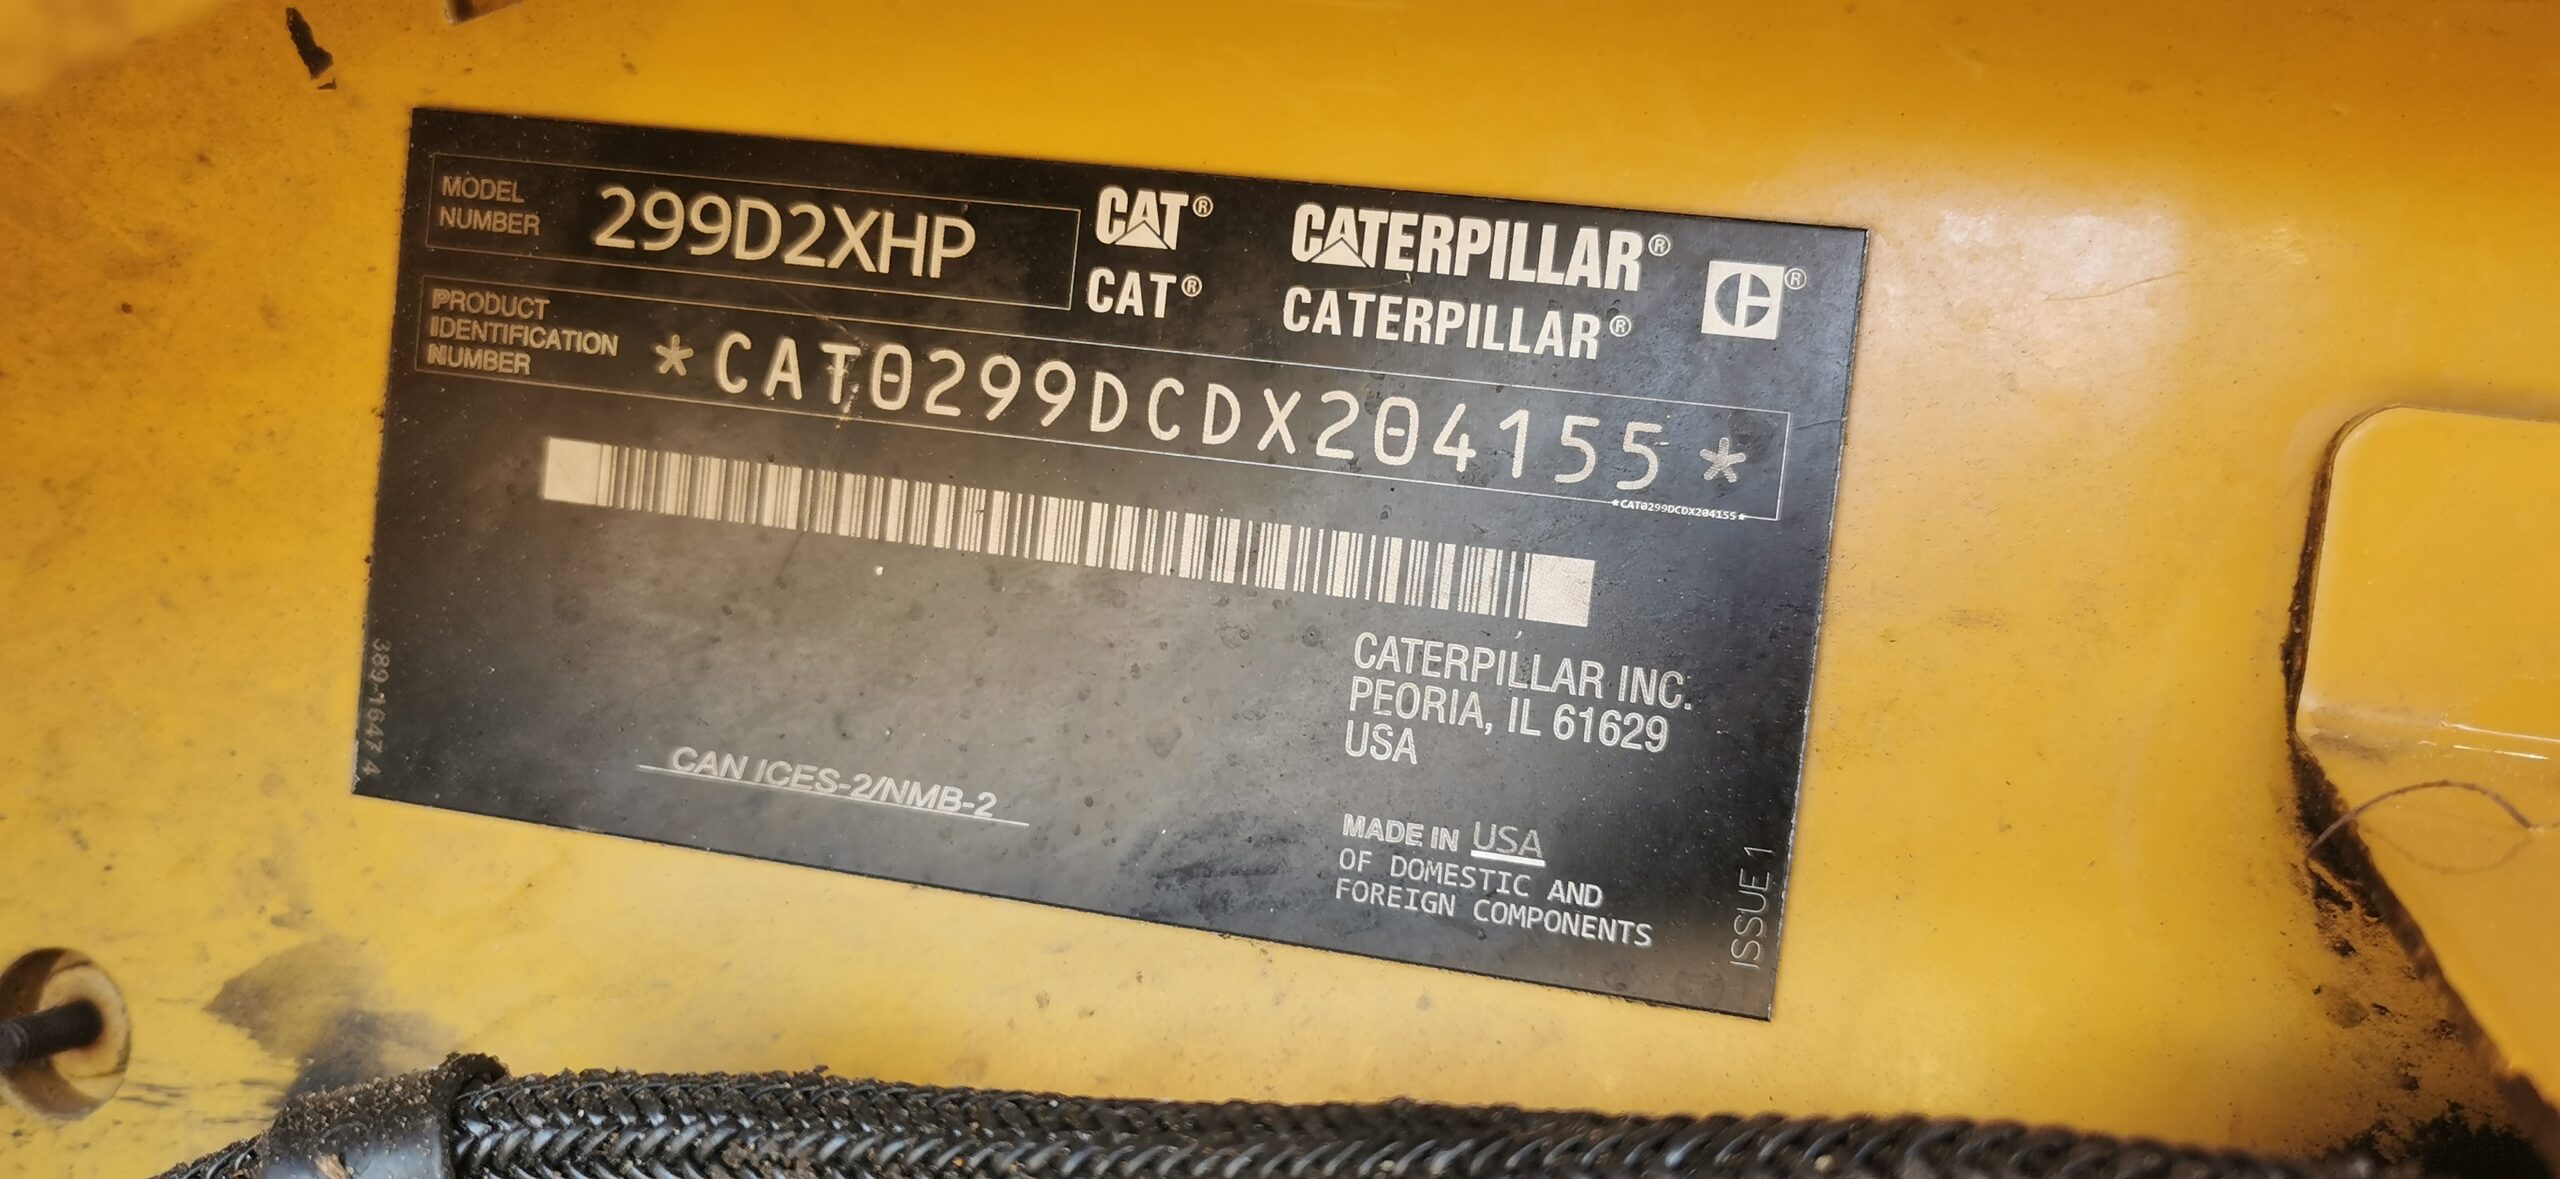 MODEL
NUMBER
299D2XHP
CAT®
CATERPILLAR®
CAT®
CATERPILLAR®
®
PRODUCT
IDENTIFICATION
NUMBER
*CAT0299DCDX204155*
*CAT0299DCDX204155*
CATERPILLAR INC.
PEORIA, IL 61629
USA
389-1647 4
CAN ICES-2/NMB-2
MADE IN USA
OF DOMESTIC AND
FOREIGN COMPONENTS
ISSUE 1